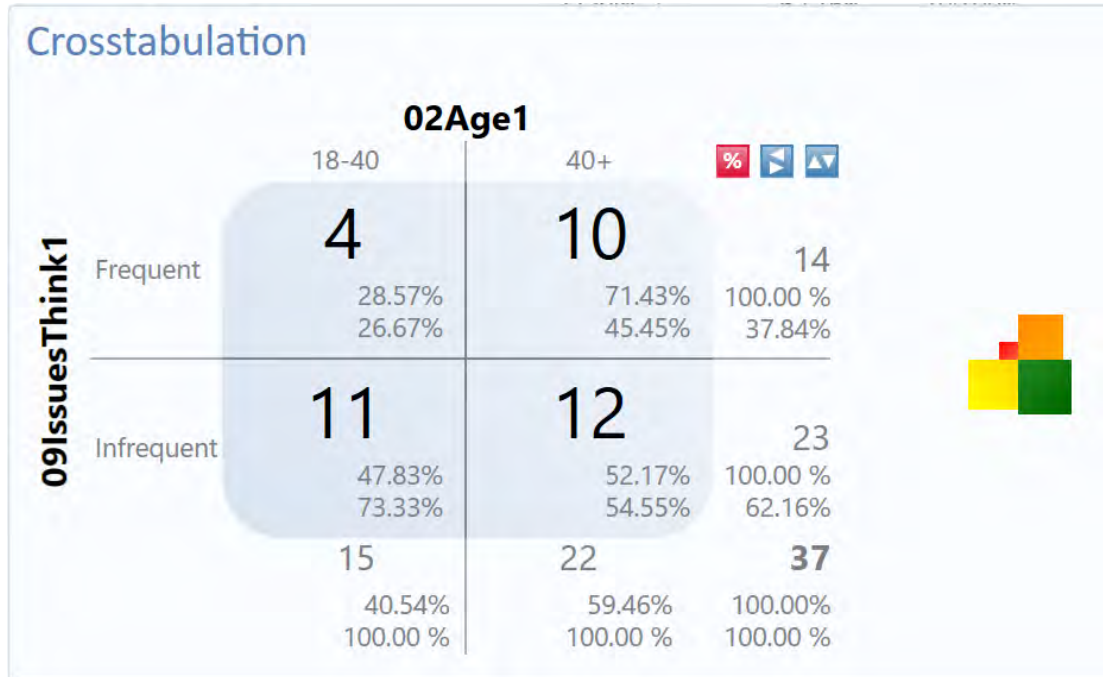 Crosstabulation
02Age1
18-40 40+ %
09IssuesThink1
Frequent 4 10 14
28.57% 71.43% 100.00 %
26.67% 45.45% 37.84%
Infrequent 11 12 23
47.83% 52.17% 100.00 %
73.33% 54.55% 62.16%
15 22 37
40.54% 59.46% 100.00%
100.00 % 100.00 % 100.00 %